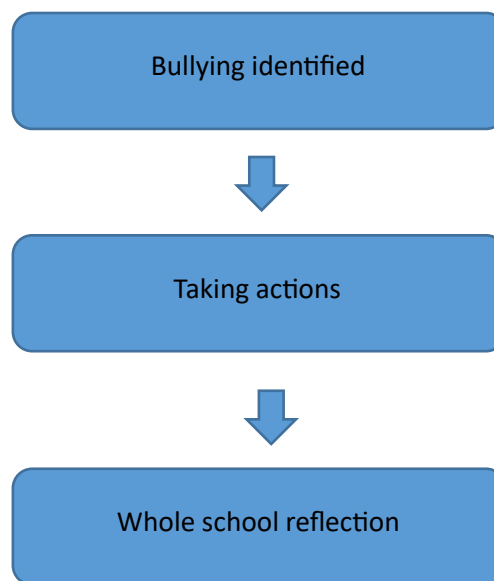 Bullying identified
Taking actions
Whole school reflection